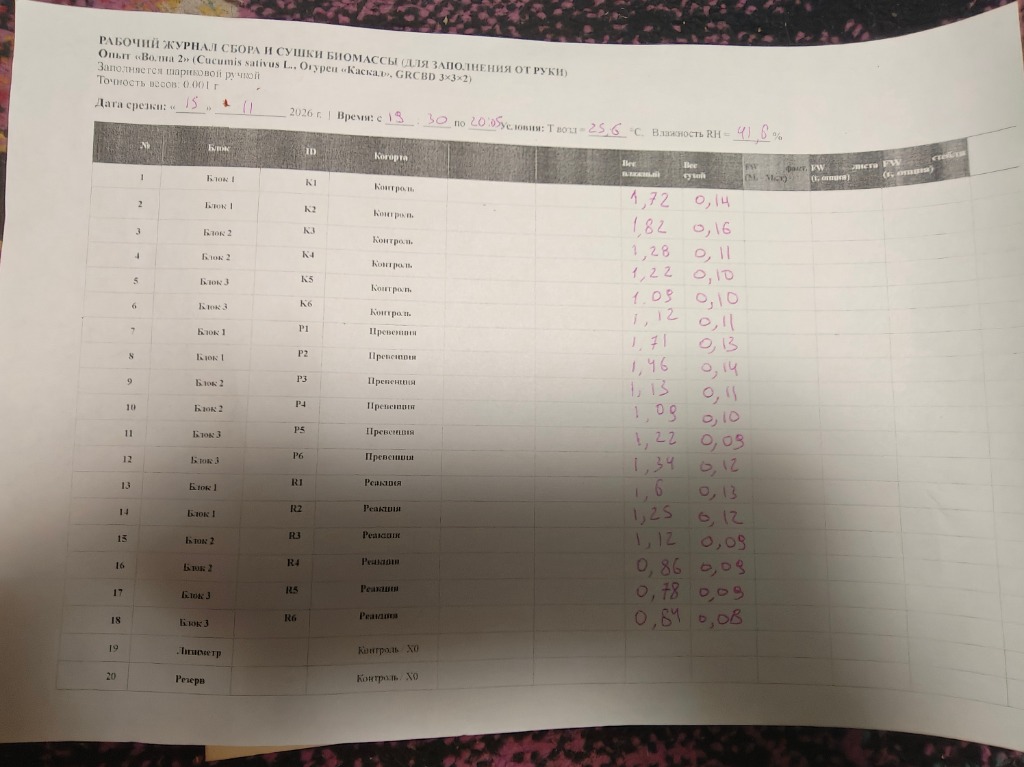 РАБОЧИЙ ЖУРНАЛ СБОРА И СУШКИ БИОМАССЫ (ДЛЯ ЗАПОЛНЕНИЯ ОТ РУКИ)
Опыт «Волна 2» (Cucumis sativus L., Огурец «Каскад», GRCBD 3×3×2)
Заполняется шариковой ручкой
Точность весов: 0.001 г
Дата срезки: «15» 11 2026 г. | Время: с 19:30 по 20:05 Условия: Т возд = 25,6 °C. Влажность RH = 41,8 %
№ Блок ID Когорта Вес влажный Вес сухой FW факт. FW листа (г, опция) FW стебля (г, опция)
1 Блок 1 K1 Контроль 1,72 0,14
2 Блок 1 K2 Контроль 1,82 0,16
3 Блок 2 K3 Контроль 1,28 0,11
4 Блок 2 K4 Контроль 1,22 0,10
5 Блок 3 K5 Контроль 1.09 0,10
6 Блок 3 K6 Контроль 1,12 0,11
7 Блок 1 P1 Превенция 1,71 0,13
8 Блок 1 P2 Превенция 1,46 0,14
9 Блок 2 P3 Превенция 1,13 0,11
10 Блок 2 P4 Превенция 1,09 0,10
11 Блок 3 P5 Превенция 1,22 0,09
12 Блок 3 P6 Превенция 1,34 0,12
13 Блок 1 R1 Реакция 1,6 0,13
14 Блок 1 R2 Реакция 1,25 0,12
15 Блок 2 R3 Реакция 1,12 0,09
16 Блок 2 R4 Реакция 0,86 0,09
17 Блок 3 R5 Реакция 0,78 0,09
18 Блок 3 R6 Реакция 0,84 0,08
19 Лизиметр Контроль / X0
20 Резерв Контроль / X0